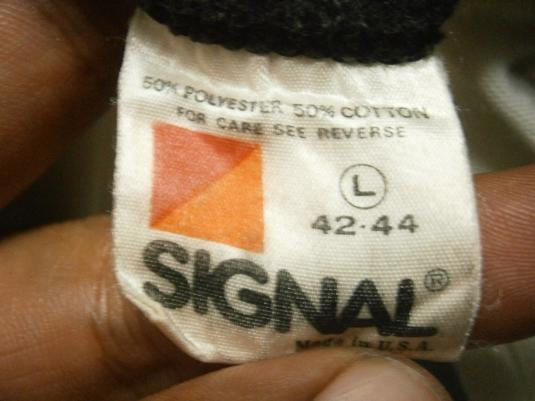 50% POLYESTER 50% COTTON
FOR CARE SEE REVERSE
L
42-44
SIGNAL®
Made in U.S.A.